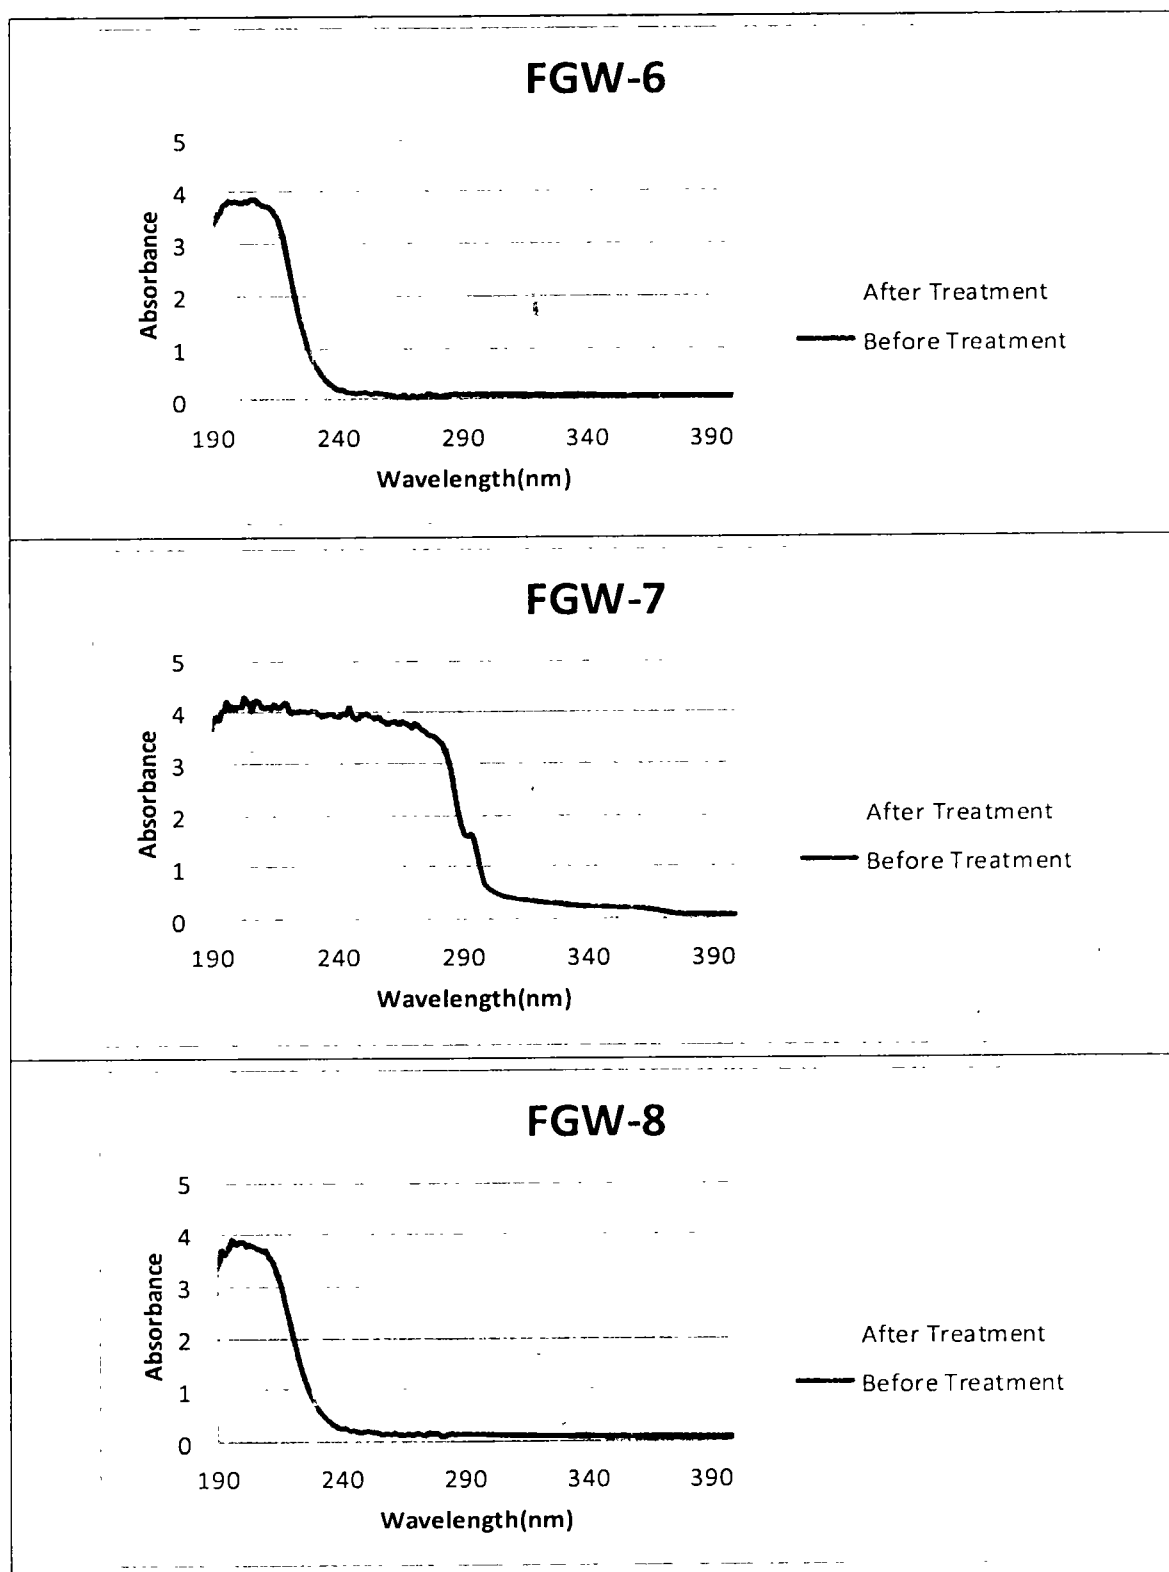 FGW-6
5
4
3
2
1
0
Absorbance
190 240 290 340 390
Wavelength(nm)
After Treatment
Before Treatment
FGW-7
5
4
3
2
1
0
Absorbance
190 240 290 340 390
Wavelength(nm)
After Treatment
Before Treatment
FGW-8
5
4
3
2
1
0
Absorbance
190 240 290 340 390
Wavelength(nm)
After Treatment
Before Treatment